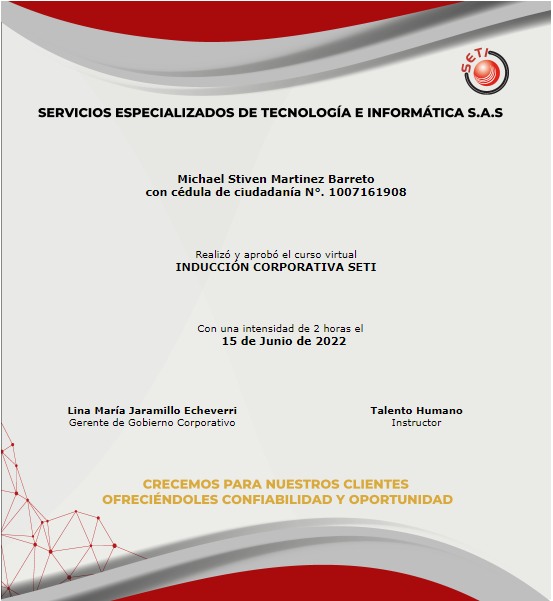 SETI
SERVICIOS ESPECIALIZADOS DE TECNOLOGÍA E INFORMÁTICA S.A.S
Michael Stiven Martinez Barreto
con cédula de ciudadanía N°. 1007161908
Realizó y aprobó el curso virtual
INDUCCIÓN CORPORATIVA SETI
Con una intensidad de 2 horas el
15 de Junio de 2022
Lina María Jaramillo Echeverri
Gerente de Gobierno Corporativo
Talento Humano
Instructor
CRECEMOS PARA NUESTROS CLIENTES
OFRECIÉNDOLES CONFIABILIDAD Y OPORTUNIDAD